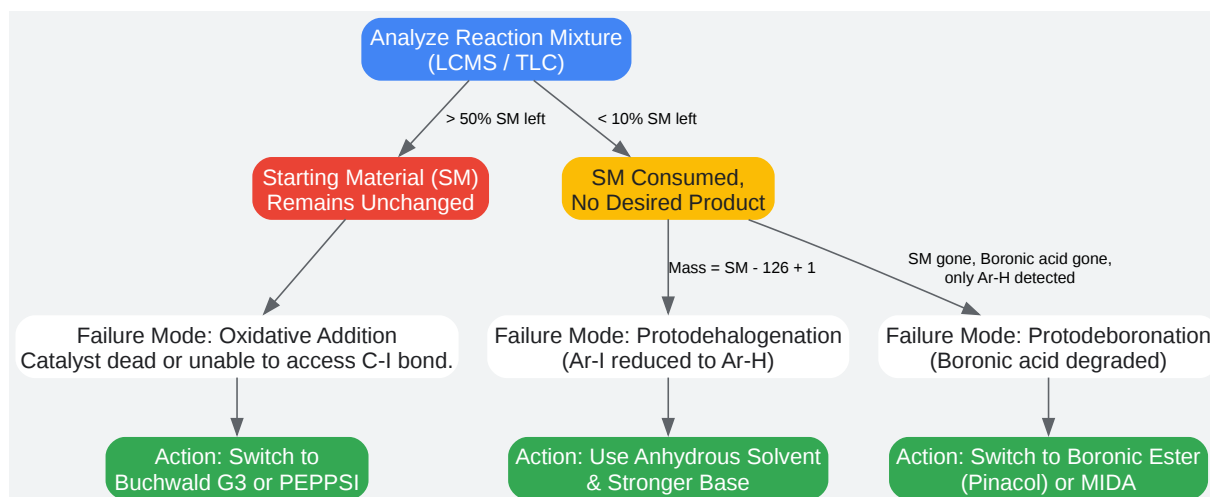 Analyze Reaction Mixture
(LCMS / TLC)
> 50% SM left
< 10% SM left
Starting Material (SM)
Remains Unchanged
SM Consumed,
No Desired Product
Mass = SM - 126 + 1
SM gone, Boronic acid gone,
only Ar-H detected
Failure Mode: Oxidative Addition
Catalyst dead or unable to access C-I bond.
Failure Mode: Protodehalogenation
(Ar-I reduced to Ar-H)
Failure Mode: Protodeboronation
(Boronic acid degraded)
Action: Switch to
Buchwald G3 or PEPPSI
Action: Use Anhydrous Solvent
& Stronger Base
Action: Switch to Boronic Ester
(Pinacol) or MIDA